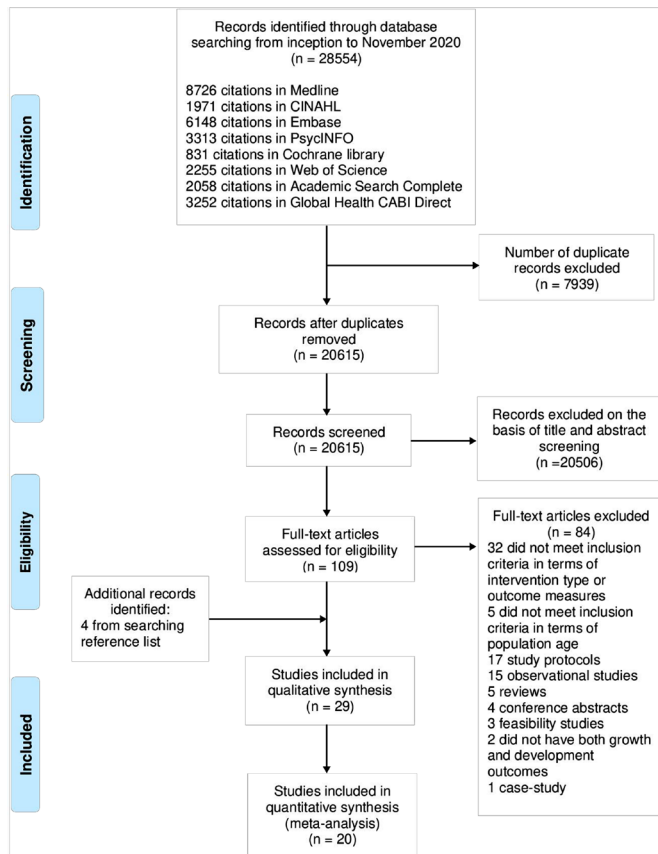 Records identified through database
searching from inception to November 2020
(n = 28554)
8726 citations in Medline
1971 citations in CINAHL
6148 citations in Embase
3313 citations in PsycINFO
831 citations in Cochrane library
2255 citations in Web of Science
2058 citations in Academic Search Complete
3252 citations in Global Health CABI Direct
Identification
Number of duplicate
records excluded
(n = 7939)
Screening
Records after duplicates
removed
(n = 20615)
Records screened
(n = 20615)
Records excluded on the
basis of title and abstract
screening
(n =20506)
Eligibility
Full-text articles
assessed for eligibility
(n = 109)
Full-text articles excluded
(n = 84)
32 did not meet inclusion
criteria in terms of
intervention type or
outcome measures
5 did not meet inclusion
criteria in terms of
population age
17 study protocols
15 observational studies
5 reviews
4 conference abstracts
3 feasibility studies
2 did not have both growth
and development
outcomes
1 case-study
Additional records
identified:
4 from searching
reference list
Included
Studies included in
qualitative synthesis
(n = 29)
Studies included in
quantitative synthesis
(meta-analysis)
(n = 20)